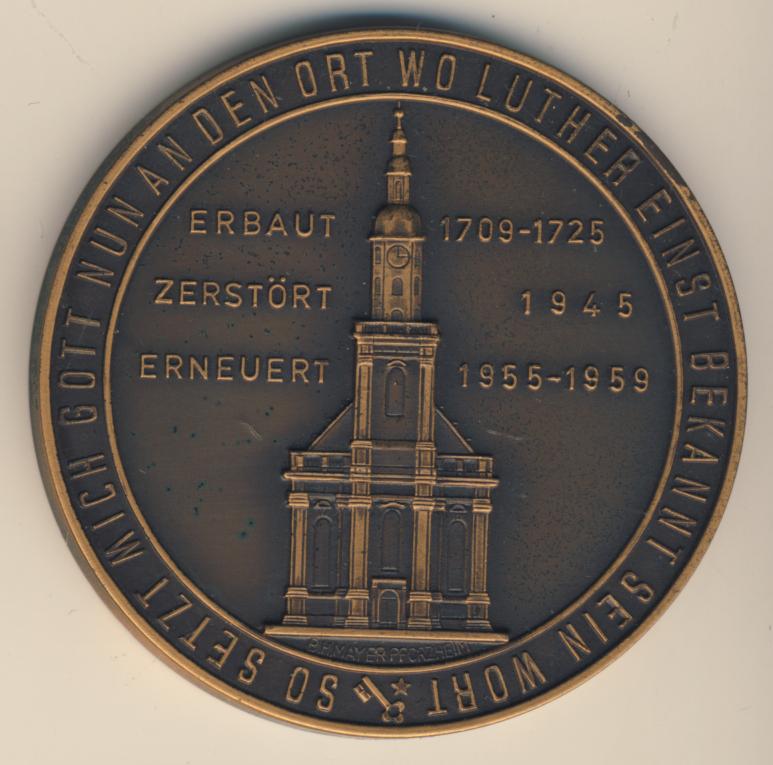 SO SETZT MICH GOTT NUN AN DEN ORT WO LUTHER EINST BEKANNT SEIN WORT
ERBAUT 1709-1725
ZERSTÖRT 1945
ERNEUERT 1955-1959
B.H.MAYER PFORZHEIM